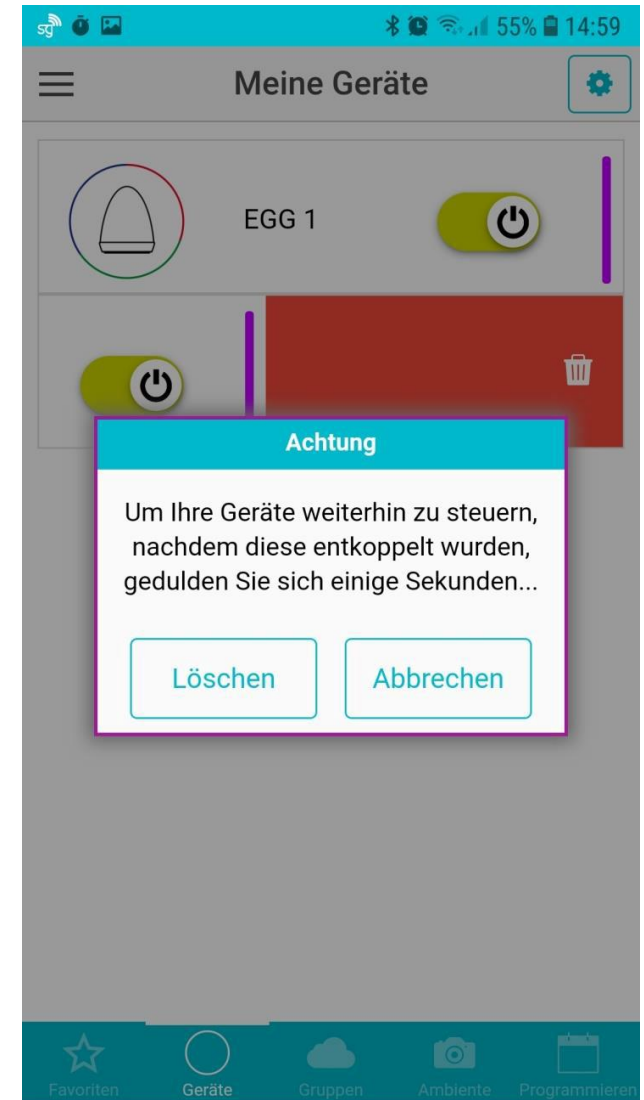 sg 55% 14:59
Meine Geräte
EGG 1
Achtung
Um Ihre Geräte weiterhin zu steuern,
nachdem diese entkoppelt wurden,
gedulden Sie sich einige Sekunden...
Löschen Abbrechen
Favoriten Geräte Gruppen Ambiente Programmieren